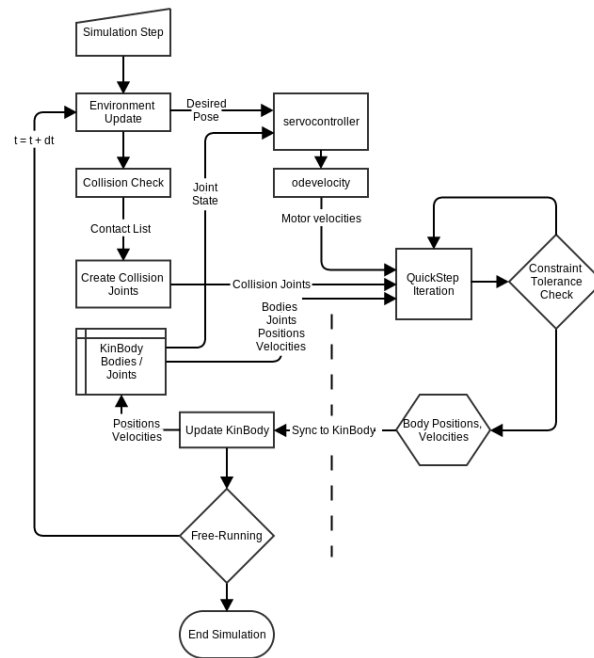 Simulation Step
Environment
Update
Desired
Pose
servocontroller
t = t + dt
Collision Check
Joint
State
odevelocity
Contact List
Motor velocities
Create Collision
Joints
Collision Joints
QuickStep
Iteration
Constraint
Tolerance
Check
Bodies
Joints
Positions
Velocities
KinBody
Bodies /
Joints
Positions
Velocities
Update KinBody
Sync to KinBody
Body Positions,
Velocities
Free-Running
End Simulation